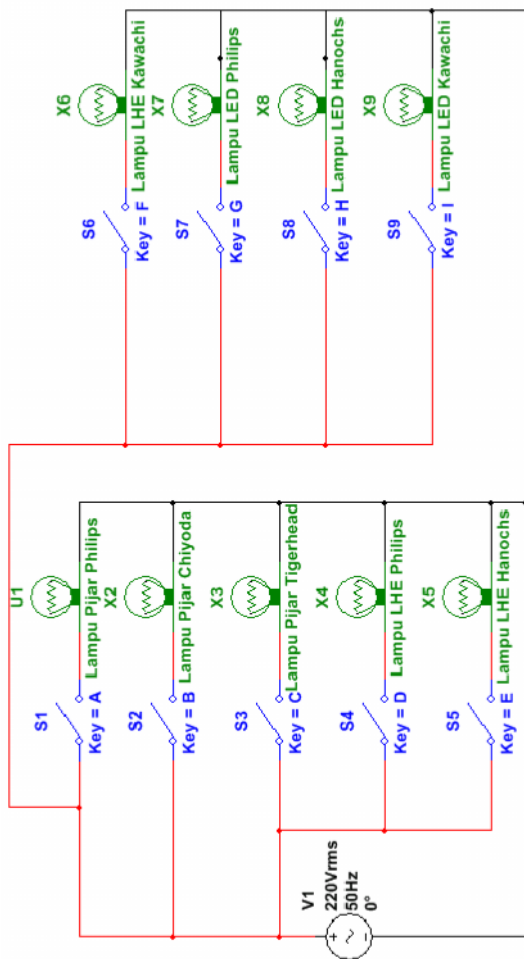 U1
Lampu Pijar Philips
S1
Key = A
X2
Lampu Pijar Chiyoda
S2
Key = B
X3
Lampu Pijar Tigerhead
S3
Key = C
X4
Lampu LHE Philips
S4
Key = D
X5
Lampu LHE Hanochs
S5
Key = E
V1
220Vrms
50Hz
0°
+
~
–
X6
Lampu LHE Kawachi
S6
Key = F
X7
Lampu LED Philips
S7
Key = G
X8
Lampu LED Hanochs
S8
Key = H
X9
Lampu LED Kawachi
S9
Key = I